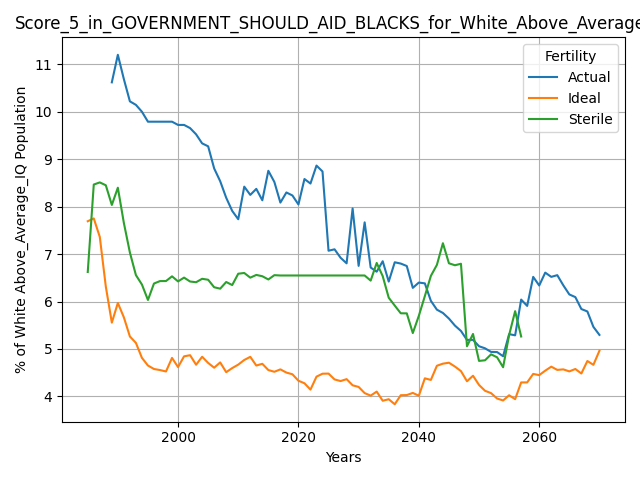 Score_5_in_GOVERNMENT_SHOULD_AID_BLACKS_for_White_Above_Average
Fertility
Actual
Ideal
Sterile
% of White Above_Average_IQ Population
11
10
9
8
7
6
5
4
2000 2020 2040 2060
Years